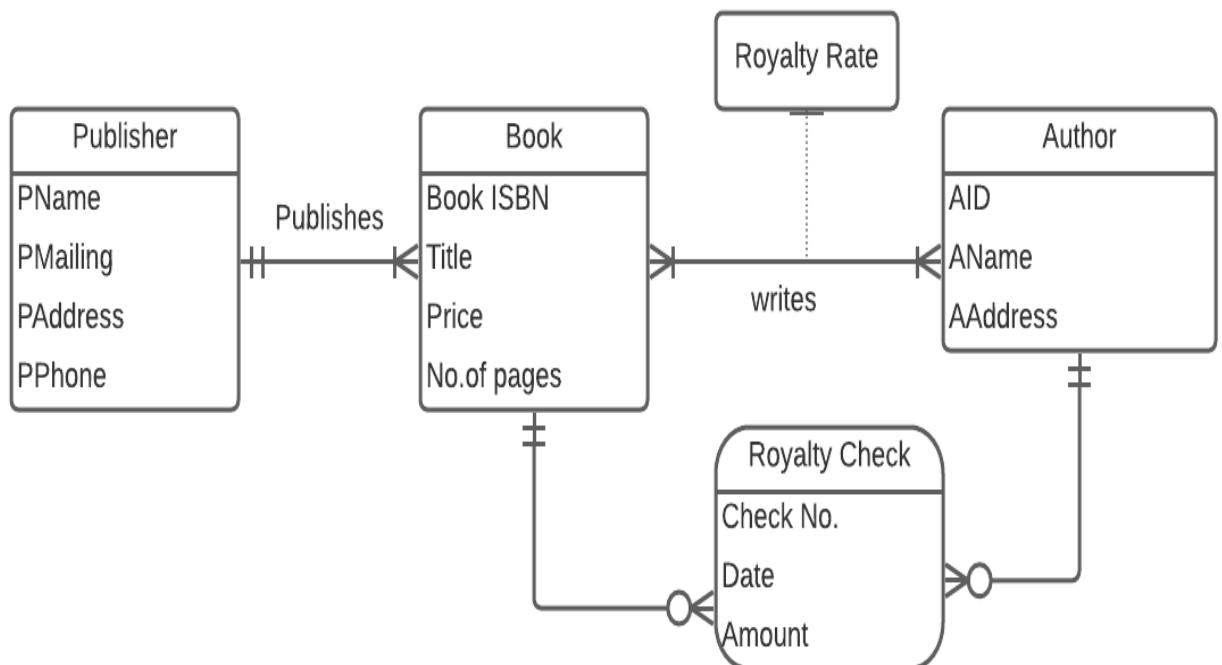 Royalty Rate
Publisher
PName
PMailing
PAddress
PPhone
Publishes
Book
Book ISBN
Title
Price
No.of pages
writes
Author
AID
AName
AAddress
Royalty Check
Check No.
Date
Amount